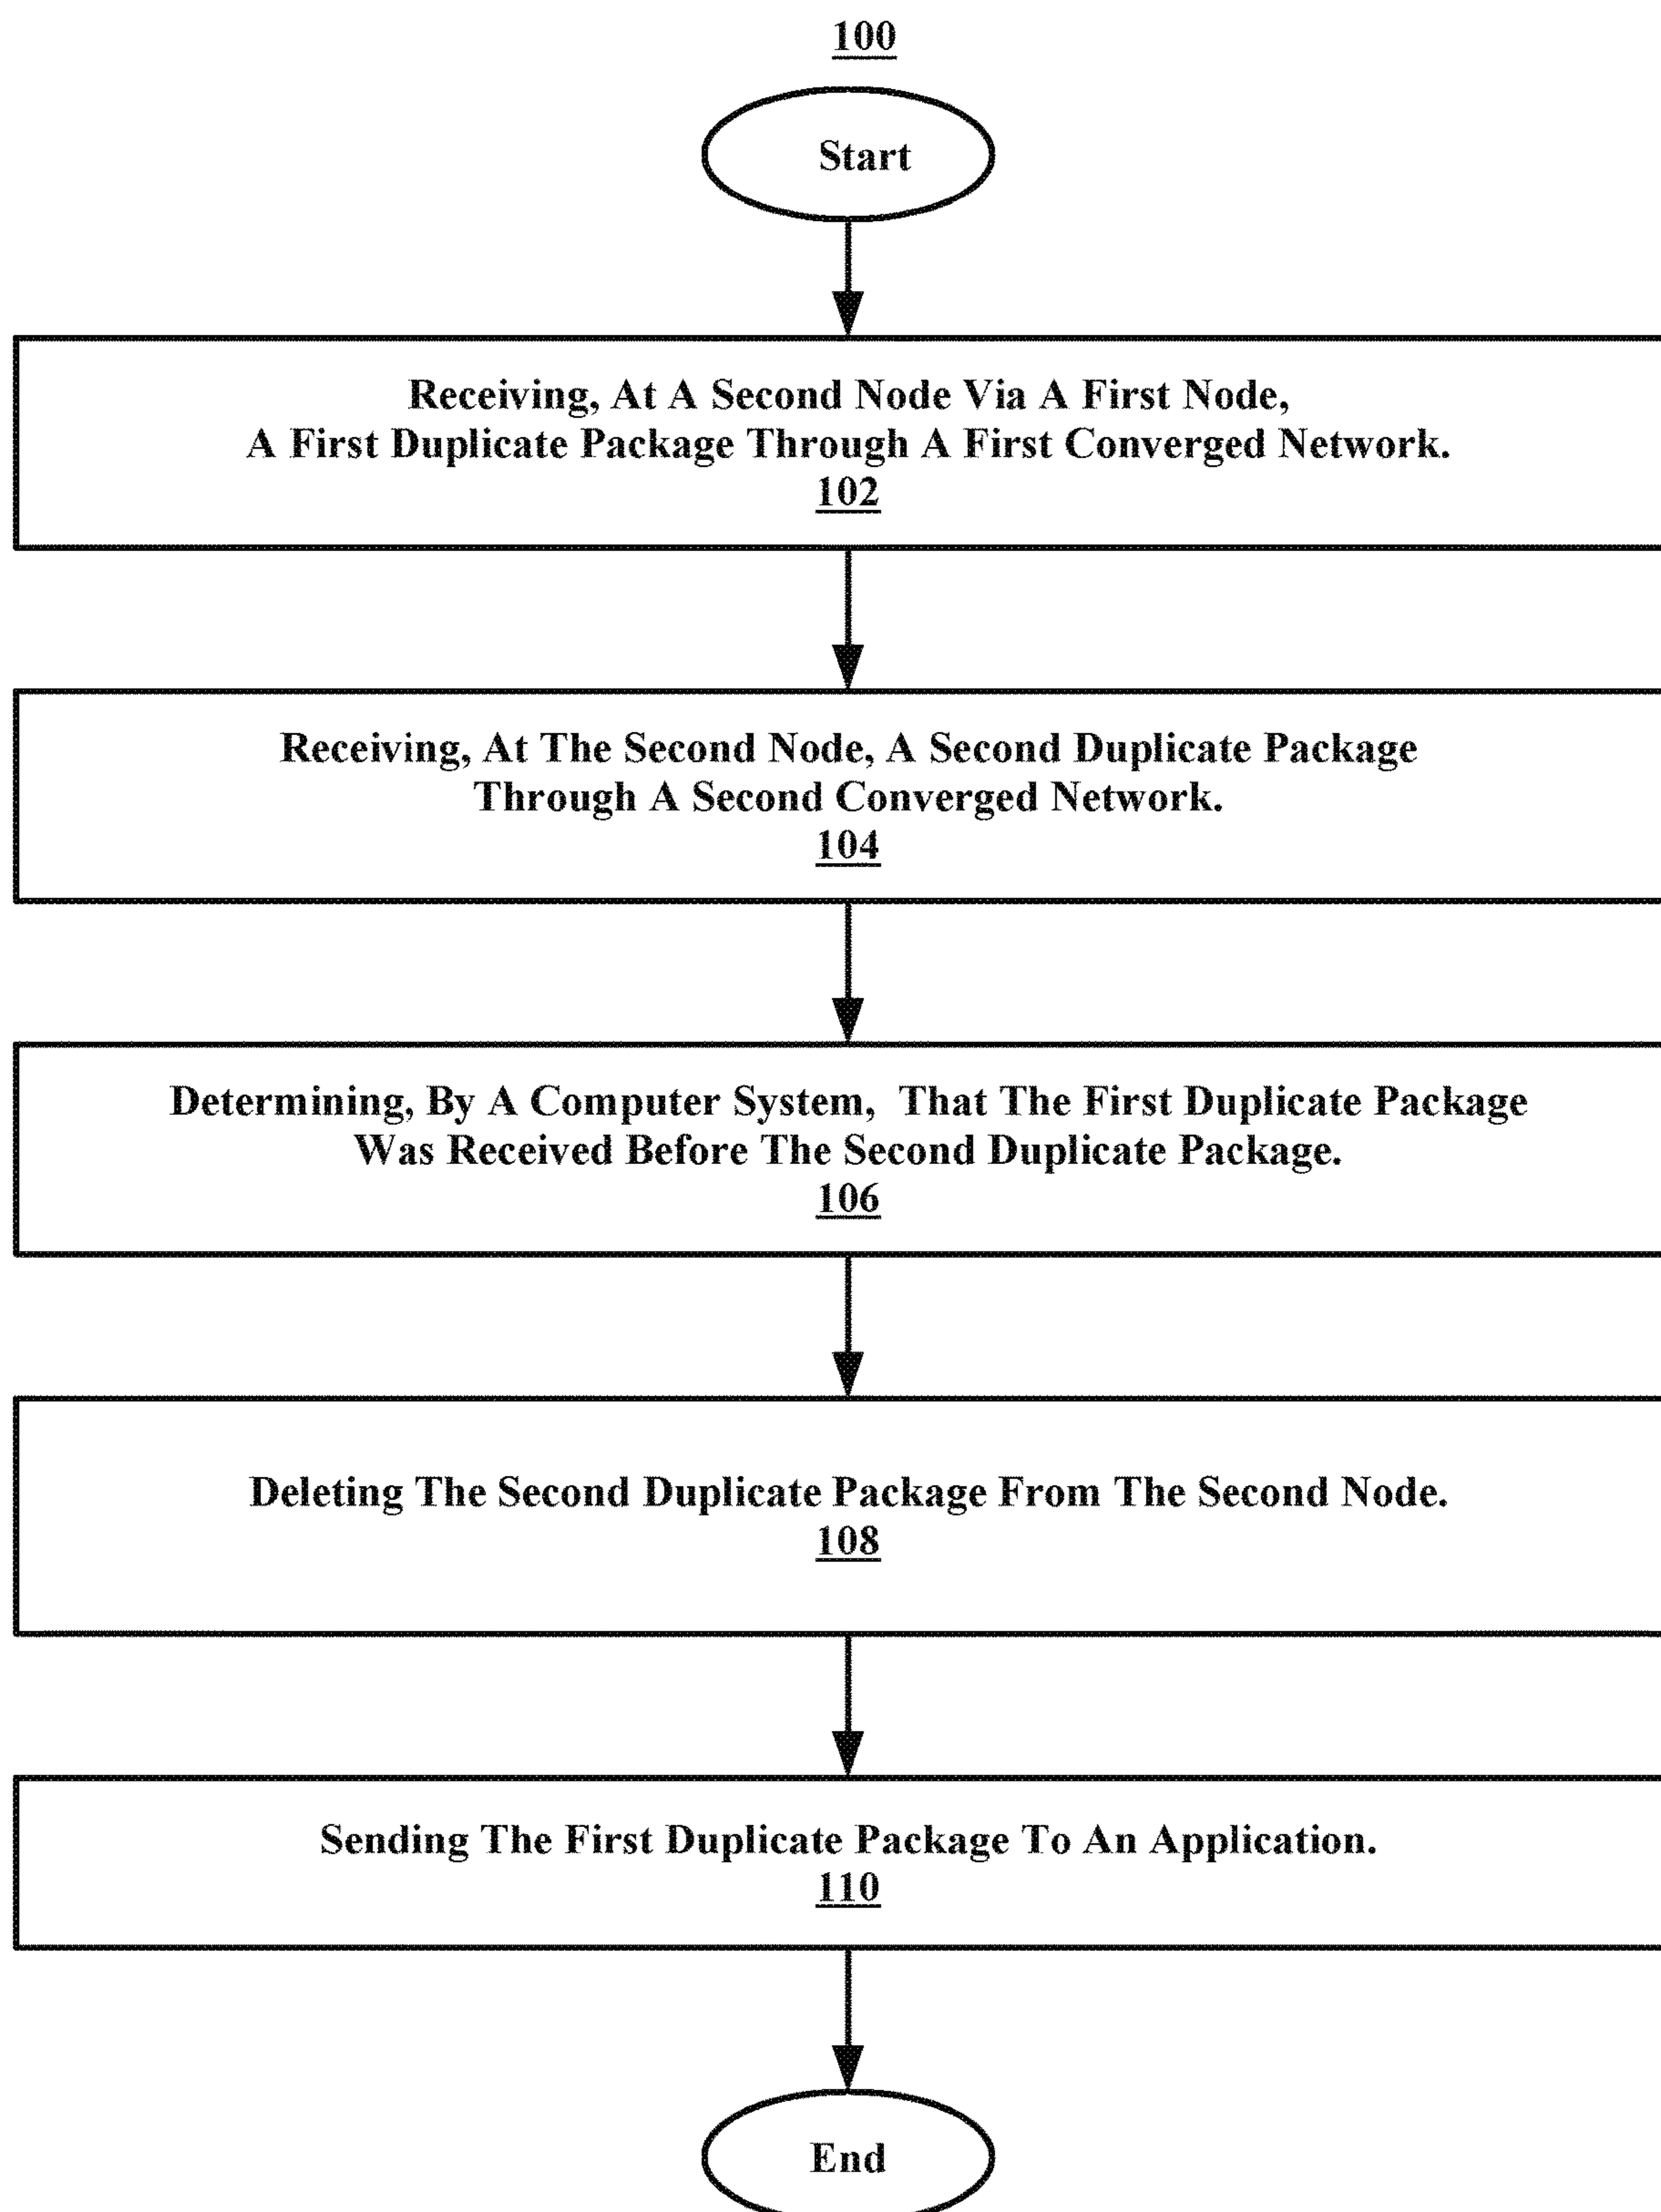 100
Start
Receiving, At A Second Node Via A First Node,
A First Duplicate Package Through A First Converged Network.
102
Receiving, At The Second Node, A Second Duplicate Package
Through A Second Converged Network.
104
Determining, By A Computer System, That The First Duplicate Package
Was Received Before The Second Duplicate Package.
106
Deleting The Second Duplicate Package From The Second Node.
108
Sending The First Duplicate Package To An Application.
110
End